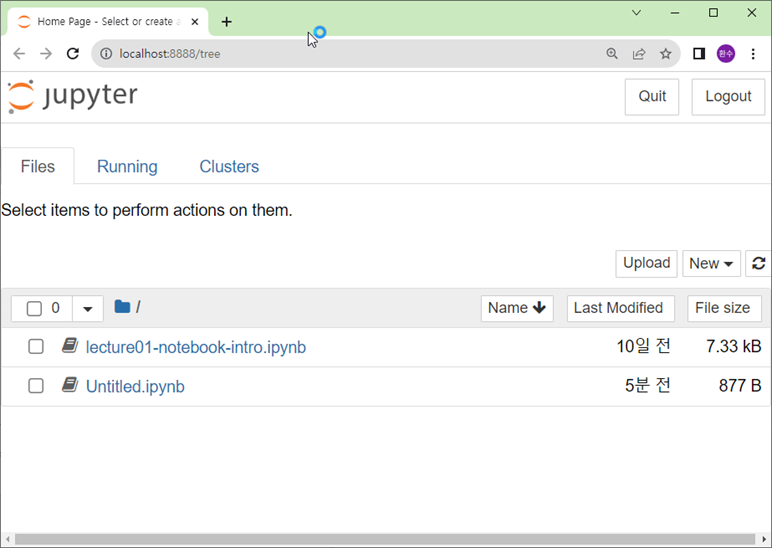 Home Page - Select or create a
localhost:8888/tree
환수
jupyter
Quit
Logout
Files
Running
Clusters
Select items to perform actions on them.
Upload
New
0
/
Name
Last Modified
File size
lecture01-notebook-intro.ipynb
10일 전
7.33 kB
Untitled.ipynb
5분 전
877 B